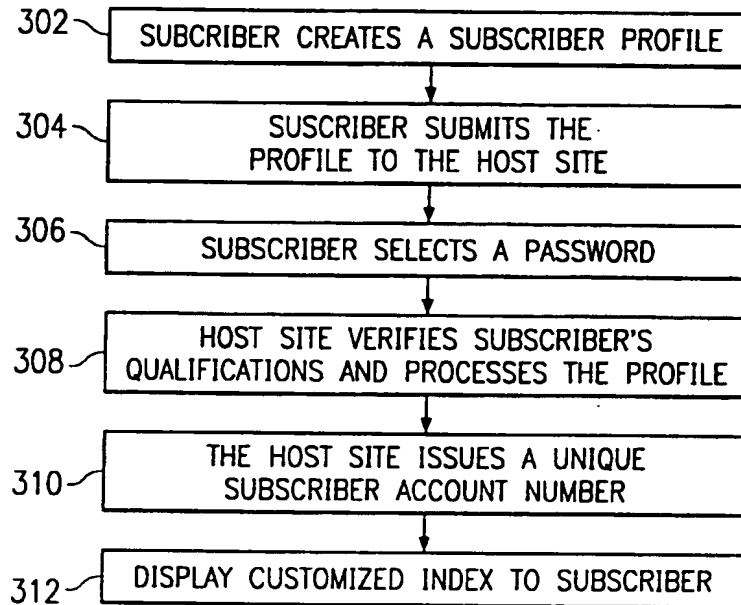 302
SUBCRIBER CREATES A SUBSCRIBER PROFILE
304
SUSCRIBER SUBMITS THE
PROFILE TO THE HOST SITE
306
SUBSCRIBER SELECTS A PASSWORD
308
HOST SITE VERIFIES SUBSCRIBER'S
QUALIFICATIONS AND PROCESSES THE PROFILE
310
THE HOST SITE ISSUES A UNIQUE
SUBSCRIBER ACCOUNT NUMBER
312
DISPLAY CUSTOMIZED INDEX TO SUBSCRIBER